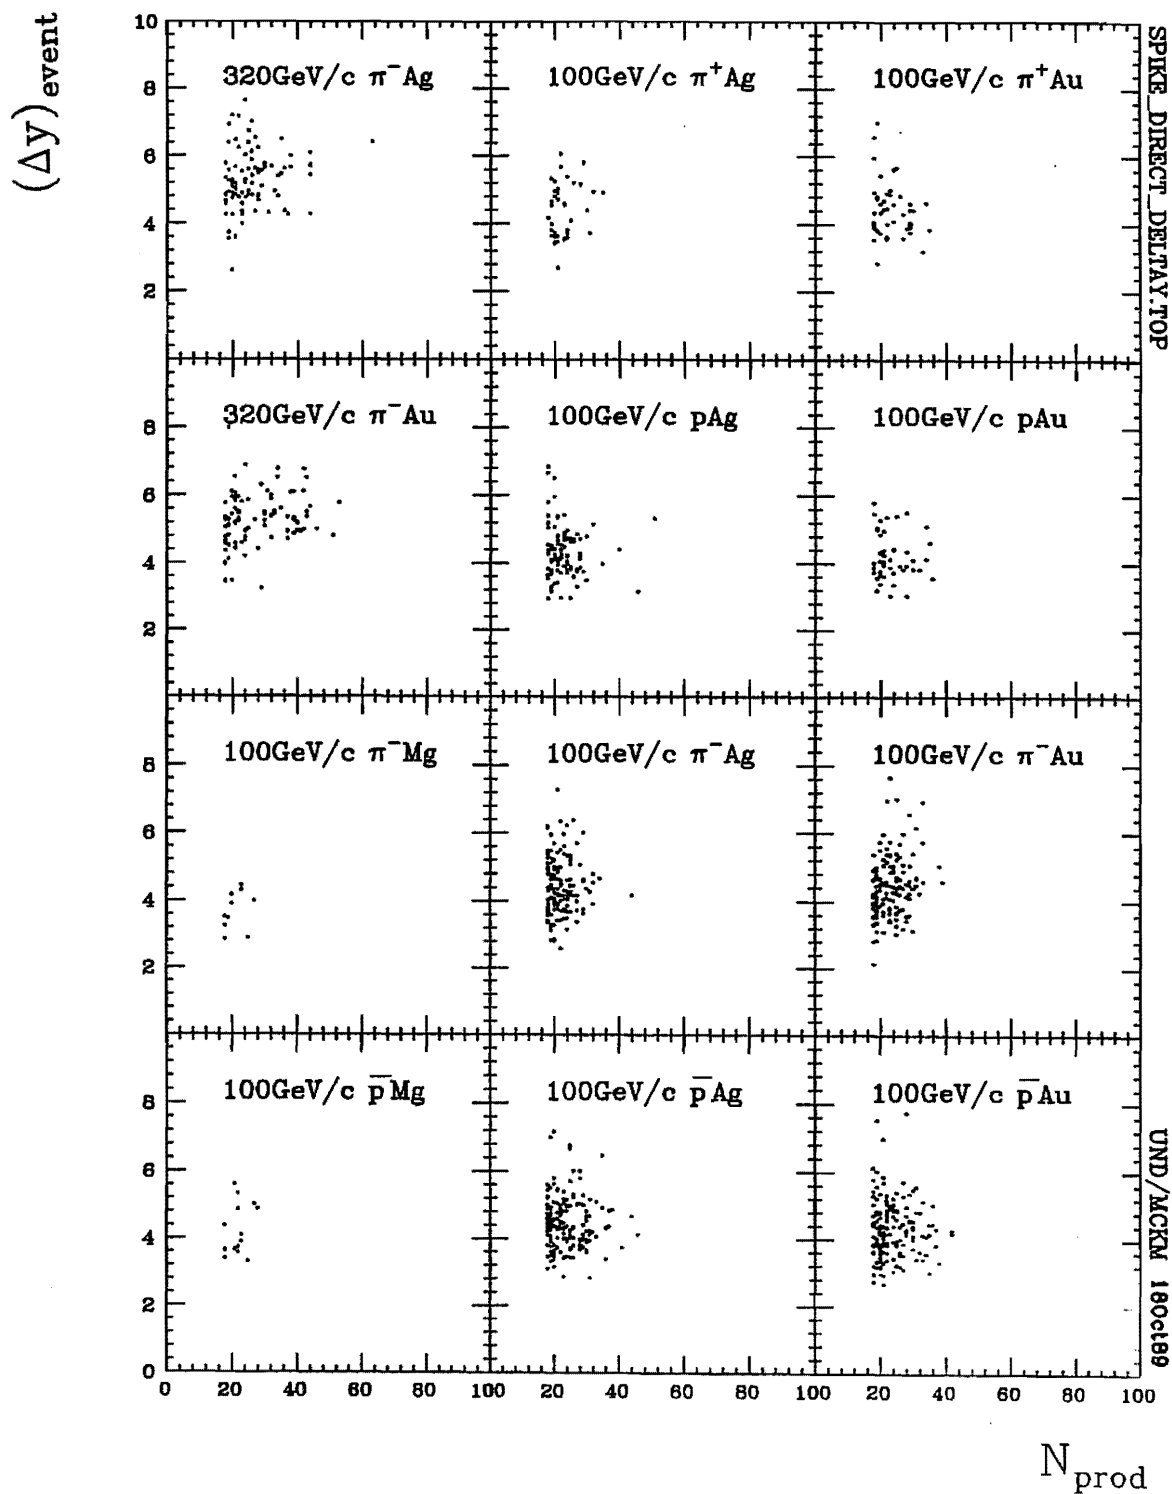 (Δy)event
SPIKE_DIRECT_DELTAY.TOP
UND/MCKM 18Oct89
10
8
6
4
2
320GeV/c π⁻Ag
100GeV/c π⁺Ag
100GeV/c π⁺Au
8
6
4
2
320GeV/c π⁻Au
100GeV/c pAg
100GeV/c pAu
8
6
4
2
100GeV/c π⁻Mg
100GeV/c π⁻Ag
100GeV/c π⁻Au
8
6
4
2
0
100GeV/c p̅Mg
100GeV/c p̅Ag
100GeV/c p̅Au
0 20 40 60 80 100 20 40 60 80 100 20 40 60 80 100
Nprod